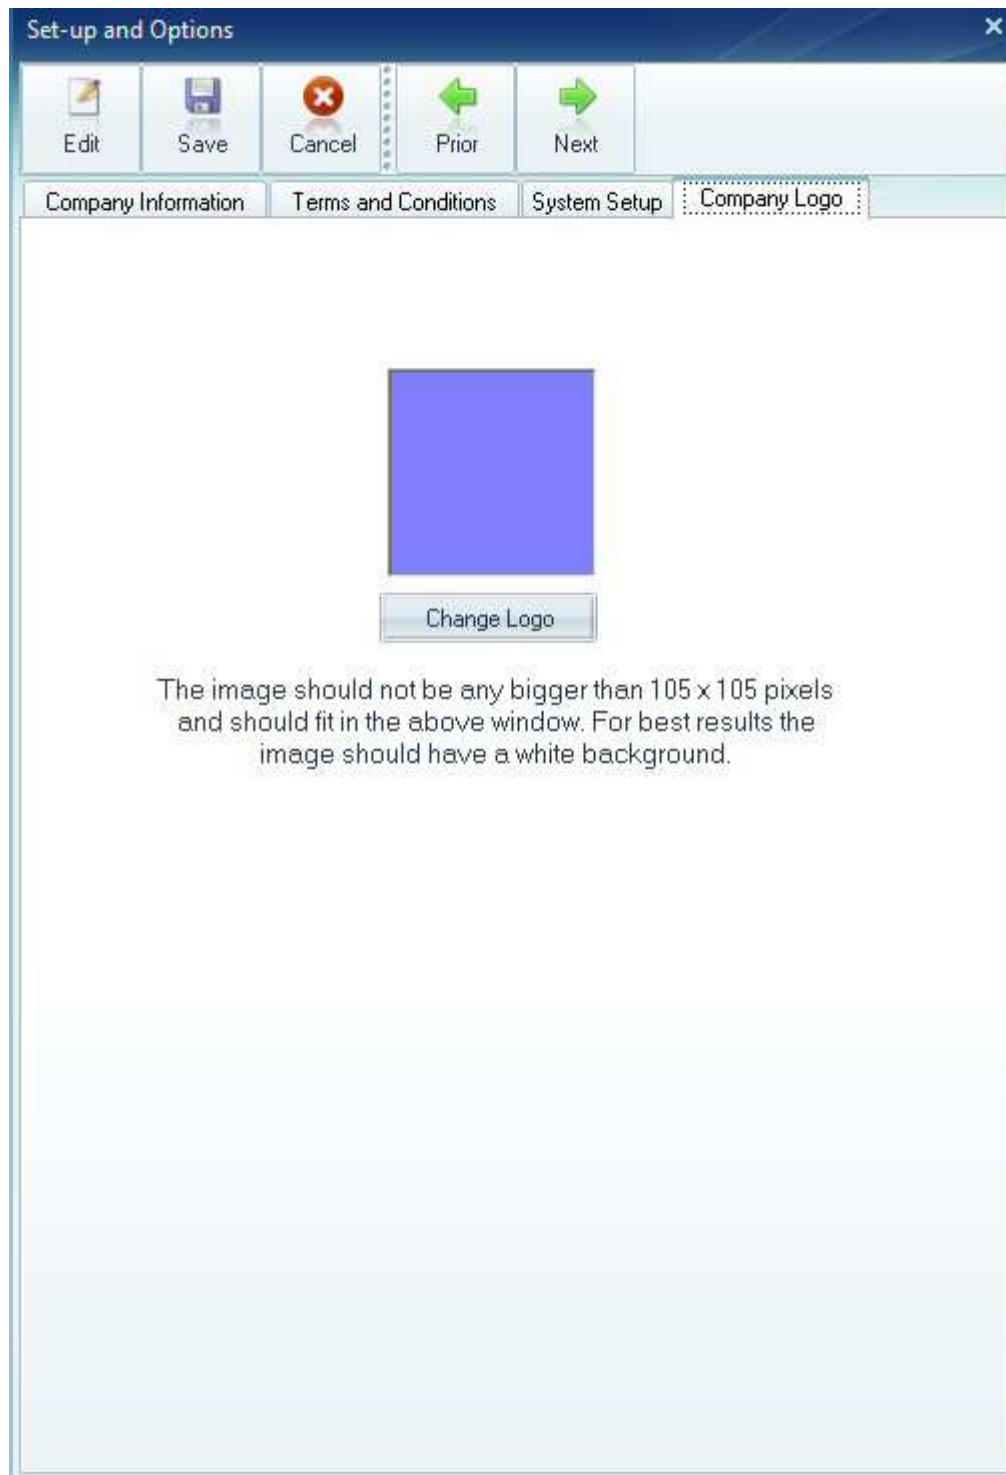 Set-up and Options
Edit Save Cancel Prior Next
Company Information Terms and Conditions System Setup Company Logo
Change Logo
The image should not be any bigger than 105 x 105 pixels
and should fit in the above window. For best results the
image should have a white background.